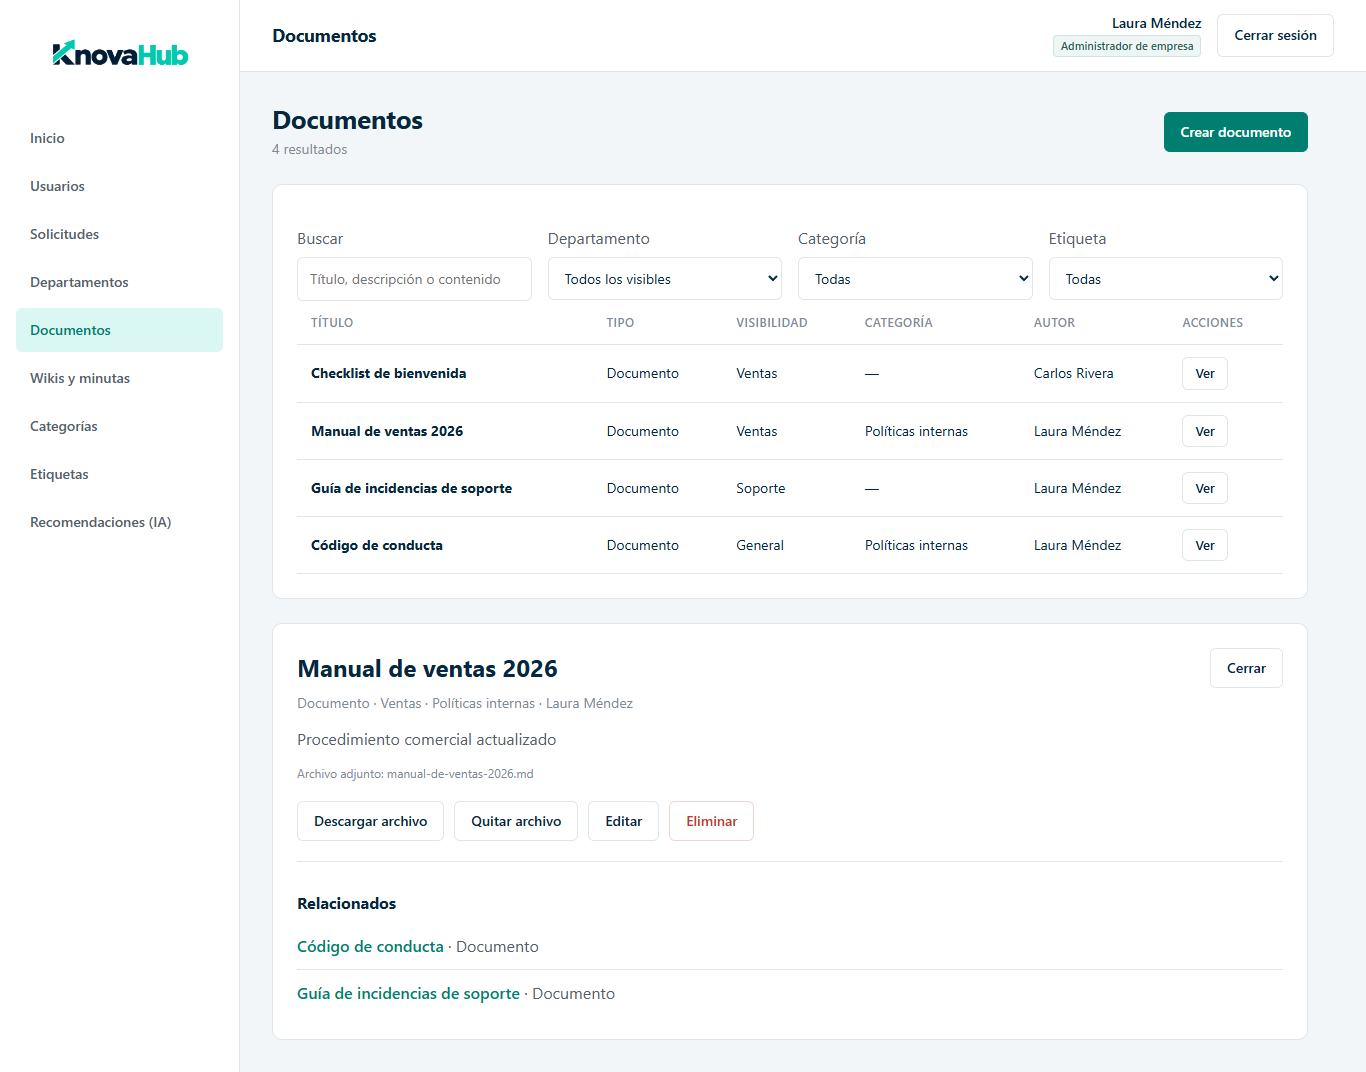 KnovaHub
Inicio
Usuarios
Solicitudes
Departamentos
Documentos
Wikis y minutas
Categorías
Etiquetas
Recomendaciones (IA)
Documentos
Laura Méndez
Administrador de empresa
Cerrar sesión
Documentos
4 resultados
Crear documento
Buscar Departamento Categoría Etiqueta
Título, descripción o contenido Todos los visibles Todas Todas
TÍTULO TIPO VISIBILIDAD CATEGORÍA AUTOR ACCIONES
Checklist de bienvenida Documento Ventas — Carlos Rivera Ver
Manual de ventas 2026 Documento Ventas Políticas internas Laura Méndez Ver
Guía de incidencias de soporte Documento Soporte — Laura Méndez Ver
Código de conducta Documento General Políticas internas Laura Méndez Ver
Manual de ventas 2026
Cerrar
Documento · Ventas · Políticas internas · Laura Méndez
Procedimiento comercial actualizado
Archivo adjunto: manual-de-ventas-2026.md
Descargar archivo Quitar archivo Editar Eliminar
Relacionados
Código de conducta · Documento
Guía de incidencias de soporte · Documento